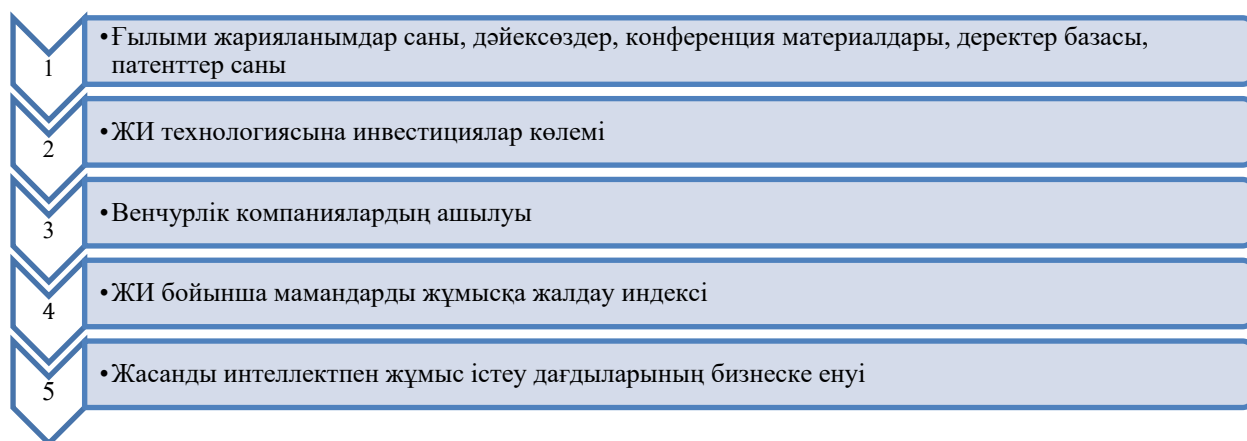 1
•Ғылыми жарияланымдар саны, дәйексөздер, конференция материалдары, деректер базасы,
патенттер саны
2
•ЖИ технологиясына инвестициялар көлемі
3
•Венчурлік компаниялардың ашылуы
4
•ЖИ бойынша мамандарды жұмысқа жалдау индексі
5
•Жасанды интеллектпен жұмыс істеу дағдыларының бизнеске енуі